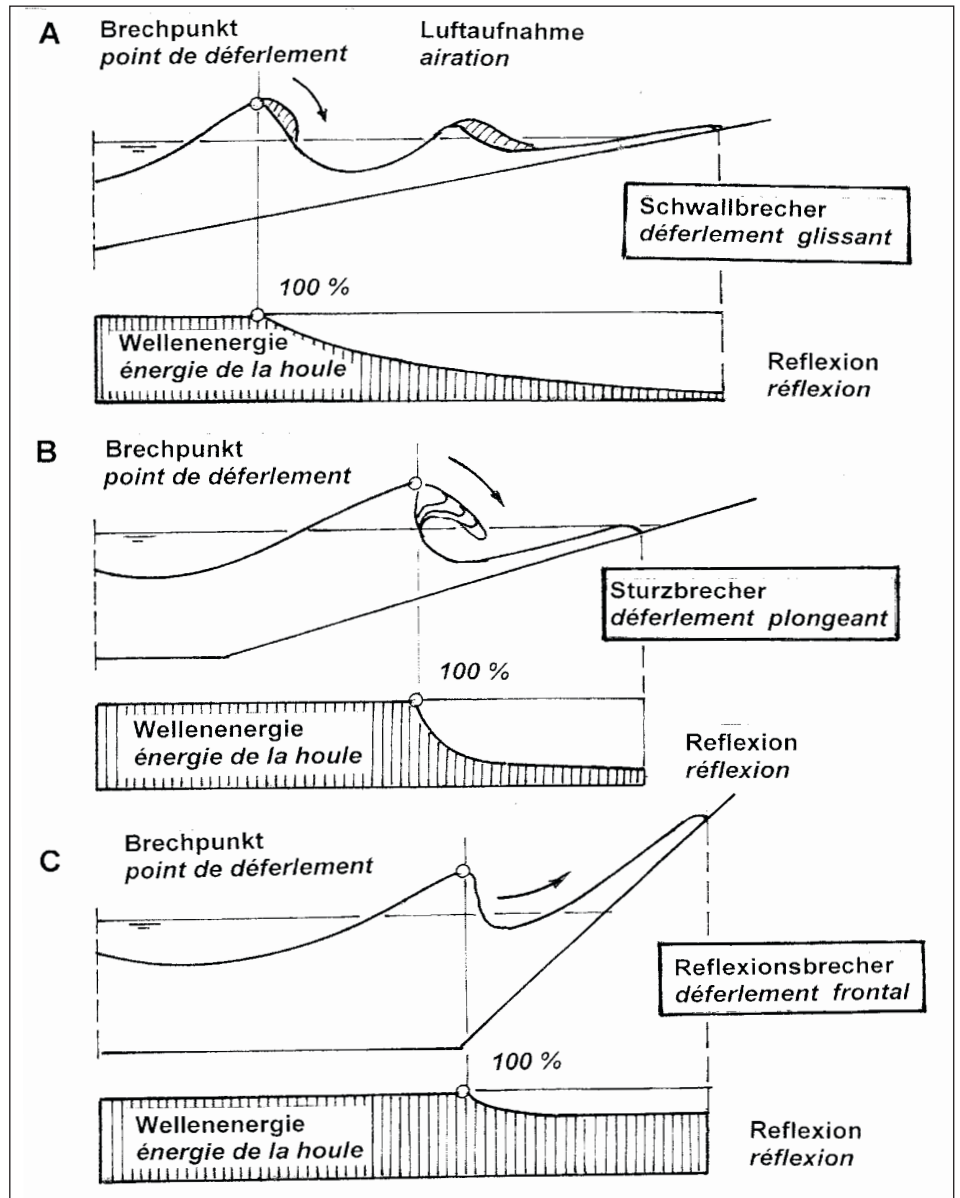 A
Brechpunkt
point de déferlement
Luftaufnahme
airation
Schwallbrecher
déferlement glissant
100 %
Wellenenergie
énergie de la houle
Reflexion
réflexion
B
Brechpunkt
point de déferlement
Sturzbrecher
déferlement plongeant
100 %
Wellenenergie
énergie de la houle
Reflexion
réflexion
C
Brechpunkt
point de déferlement
Reflexionsbrecher
déferlement frontal
100 %
Wellenenergie
énergie de la houle
Reflexion
réflexion